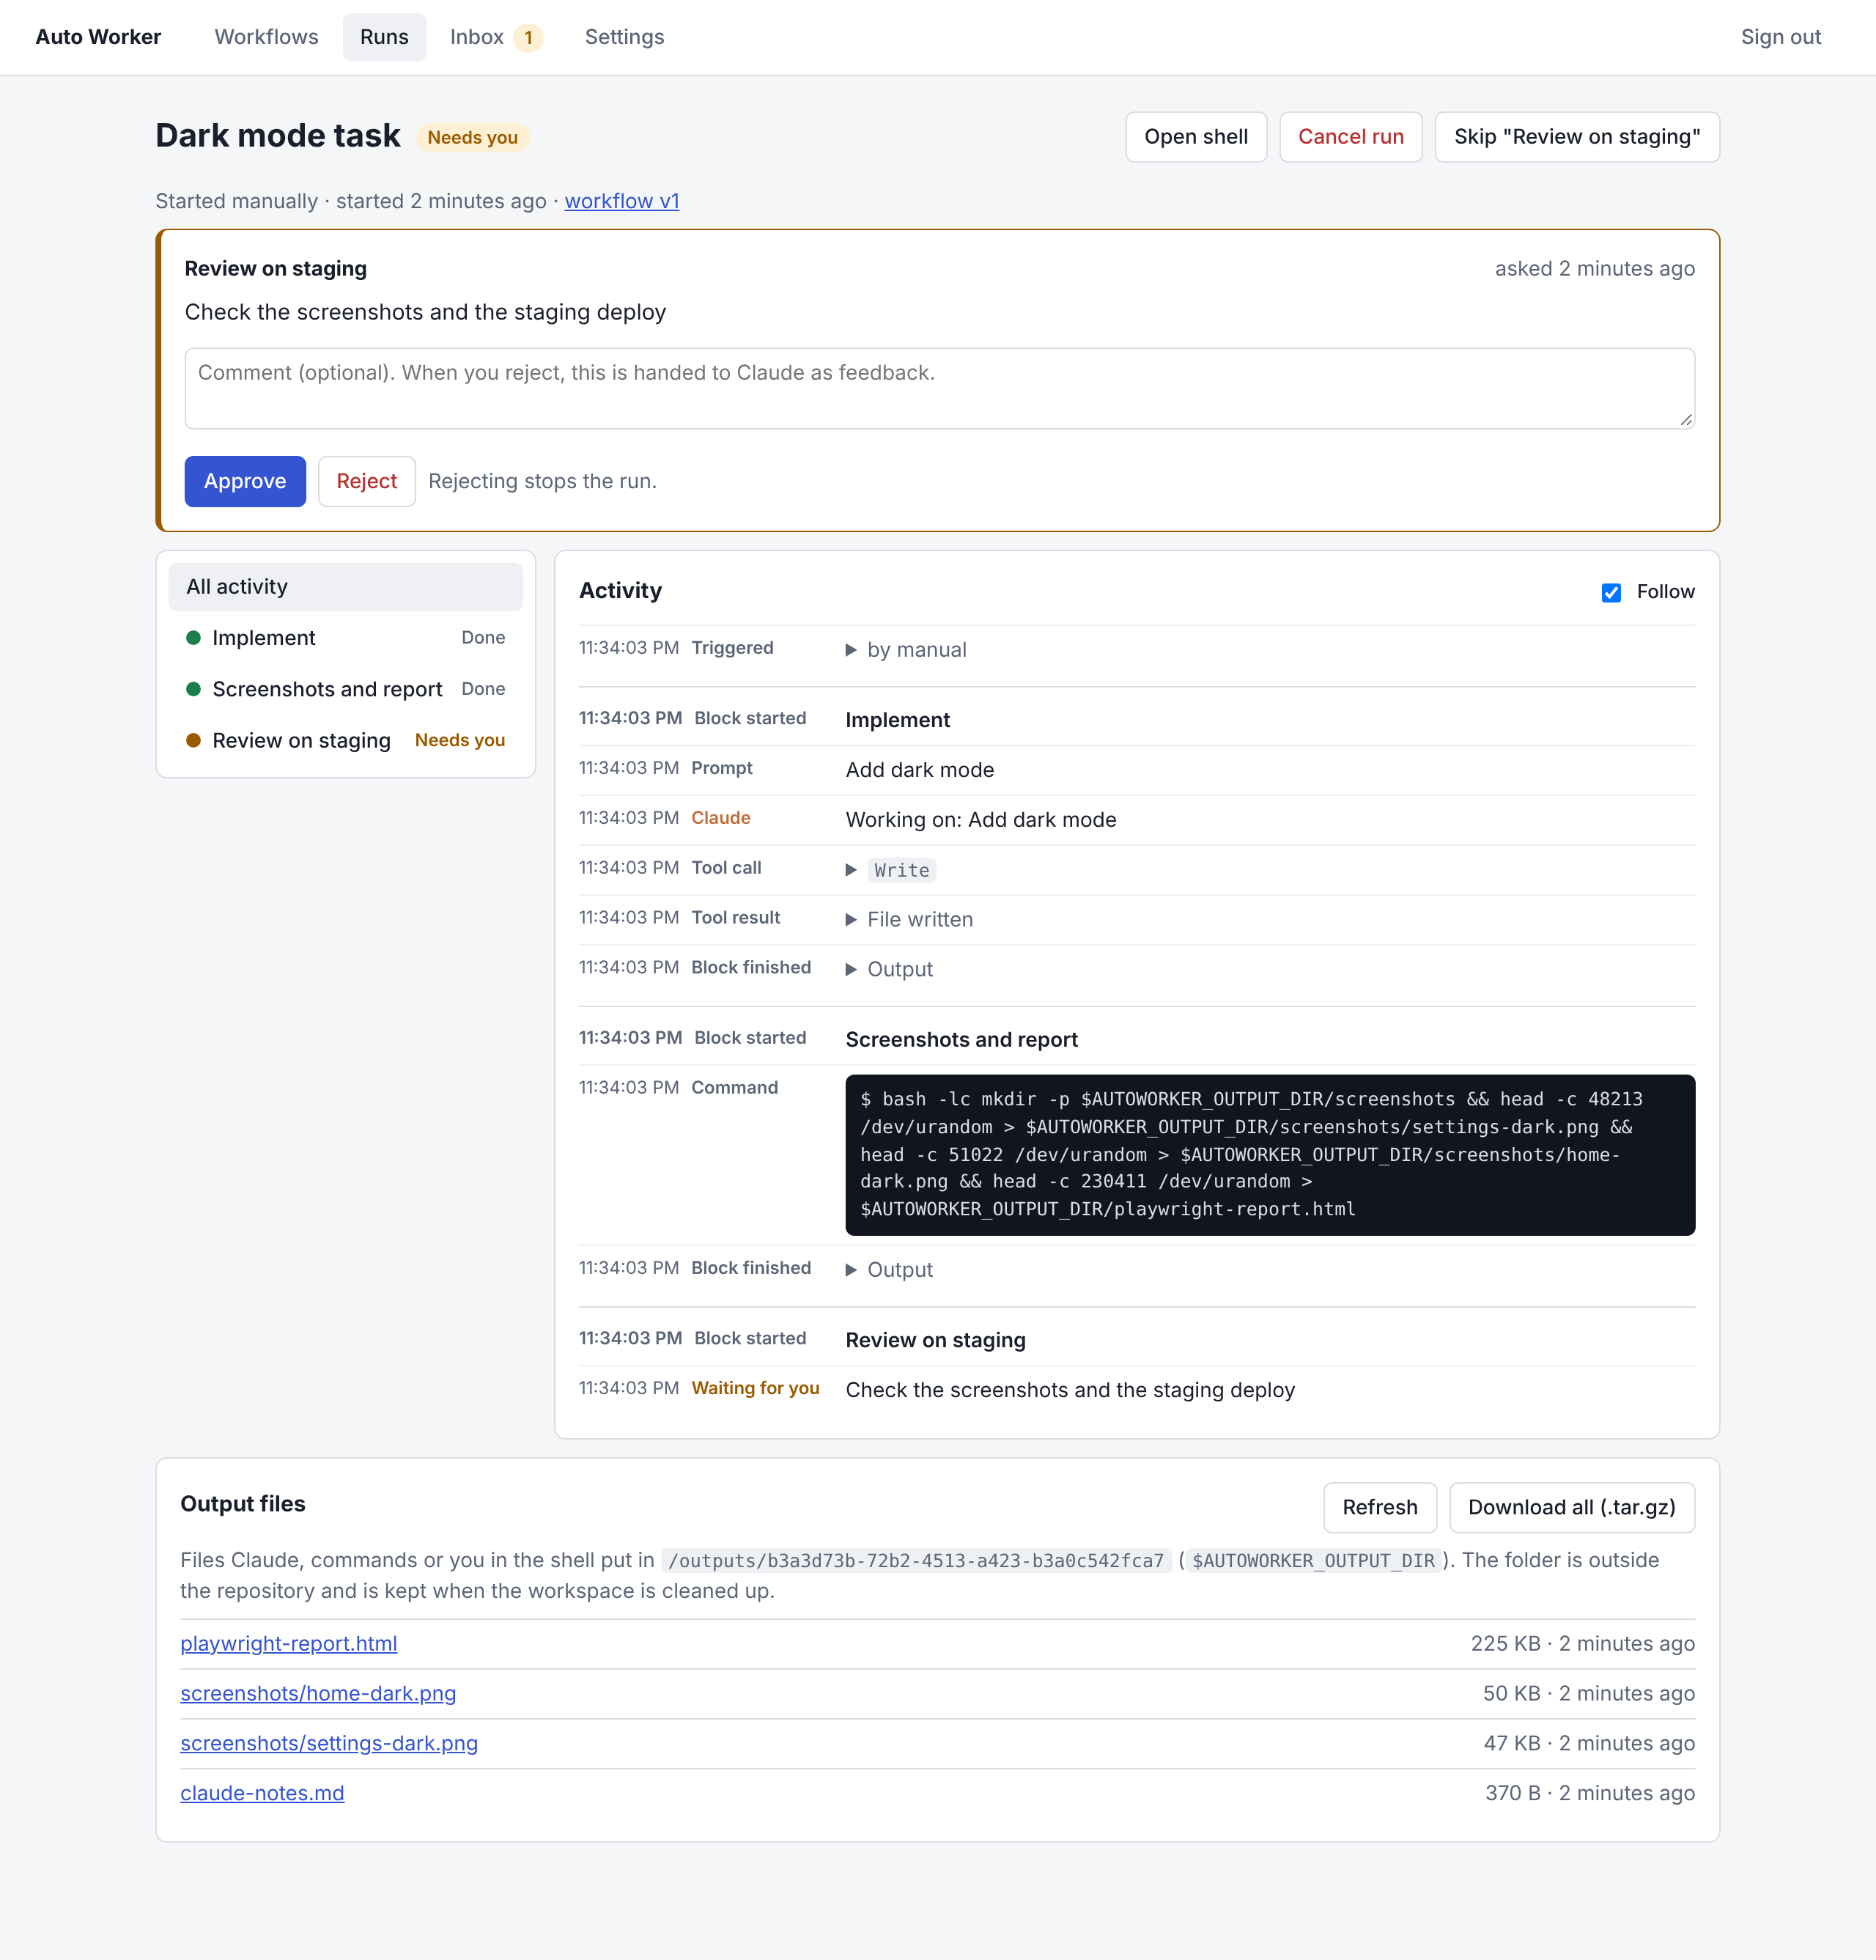 Auto Worker Workflows Runs Inbox 1 Settings Sign out
Dark mode task Needs you Open shell Cancel run Skip "Review on staging"
Started manually · started 2 minutes ago · workflow v1
Review on staging asked 2 minutes ago
Check the screenshots and the staging deploy
Comment (optional). When you reject, this is handed to Claude as feedback.
Approve Reject Rejecting stops the run.
All activity
Implement Done
Screenshots and report Done
Review on staging Needs you
Activity Follow
11:34:03 PM Triggered by manual
11:34:03 PM Block started Implement
11:34:03 PM Prompt Add dark mode
11:34:03 PM Claude Working on: Add dark mode
11:34:03 PM Tool call Write
11:34:03 PM Tool result File written
11:34:03 PM Block finished Output
11:34:03 PM Block started Screenshots and report
11:34:03 PM Command $ bash -lc mkdir -p $AUTOWORKER_OUTPUT_DIR/screenshots && head -c 48213
/dev/urandom > $AUTOWORKER_OUTPUT_DIR/screenshots/settings-dark.png &&
head -c 51022 /dev/urandom > $AUTOWORKER_OUTPUT_DIR/screenshots/home-
dark.png && head -c 230411 /dev/urandom >
$AUTOWORKER_OUTPUT_DIR/playwright-report.html
11:34:03 PM Block finished Output
11:34:03 PM Block started Review on staging
11:34:03 PM Waiting for you Check the screenshots and the staging deploy
Output files Refresh Download all (.tar.gz)
Files Claude, commands or you in the shell put in /outputs/b3a3d73b-72b2-4513-a423-b3a0c542fca7 ( $AUTOWORKER_OUTPUT_DIR ). The folder is outside
the repository and is kept when the workspace is cleaned up.
playwright-report.html 225 KB · 2 minutes ago
screenshots/home-dark.png 50 KB · 2 minutes ago
screenshots/settings-dark.png 47 KB · 2 minutes ago
claude-notes.md 370 B · 2 minutes ago